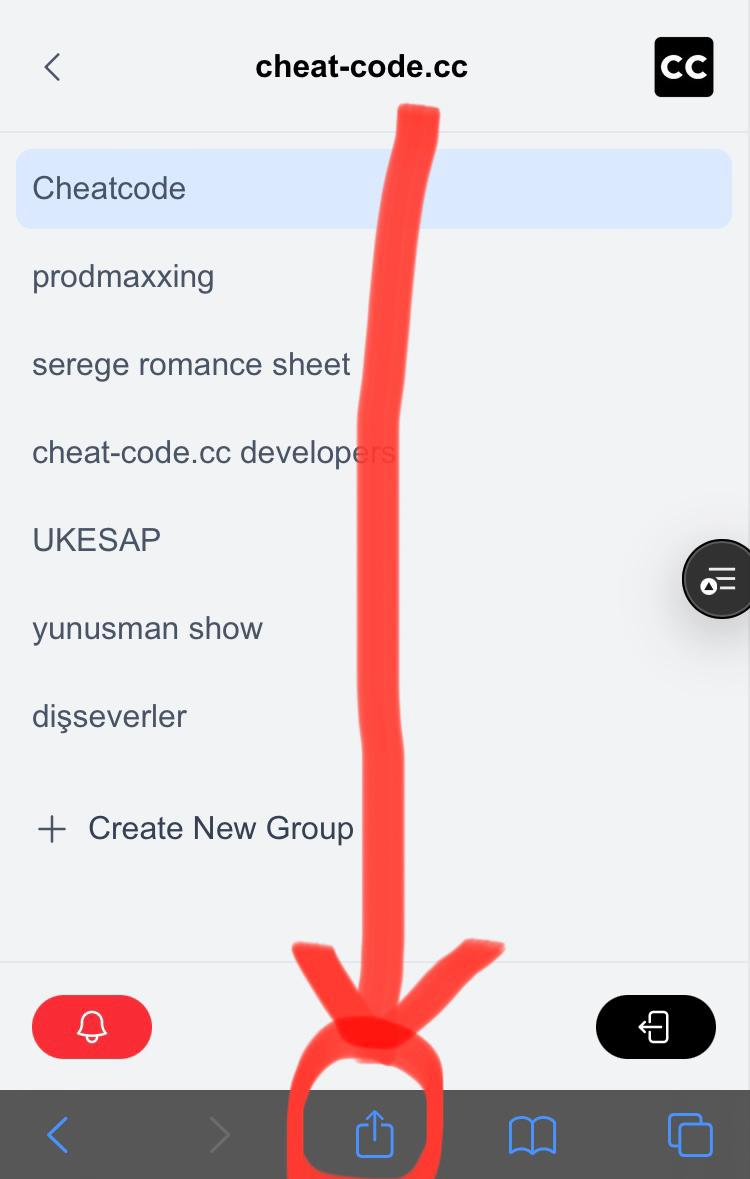 cheat-code.cc
CC
Cheatcode
prodmaxxing
serege romance sheet
cheat-code.cc developers
UKESAP
yunusman show
dişseverler
+ Create New Group